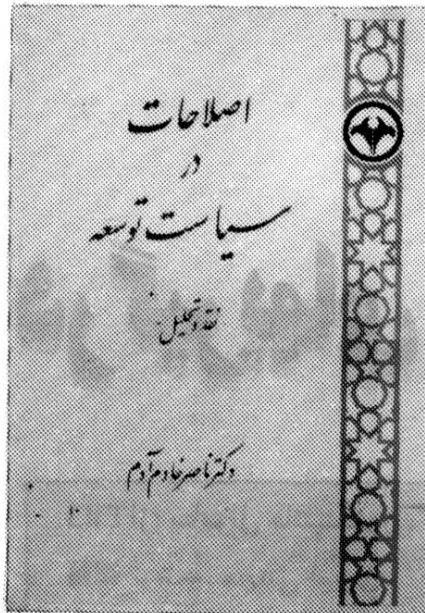 اصلاحات
در
سیاست توسعه
نقد و تحلیل
دکتر ناصر خادم آدم